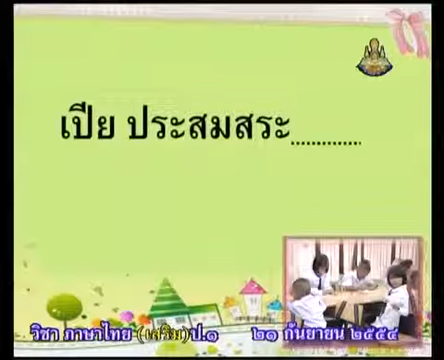 เปีย ประสมสระ..............
วิชา ภาษาไทย (เสริม)ป.๑ ๒๑ กันยายน ๒๕๕๔